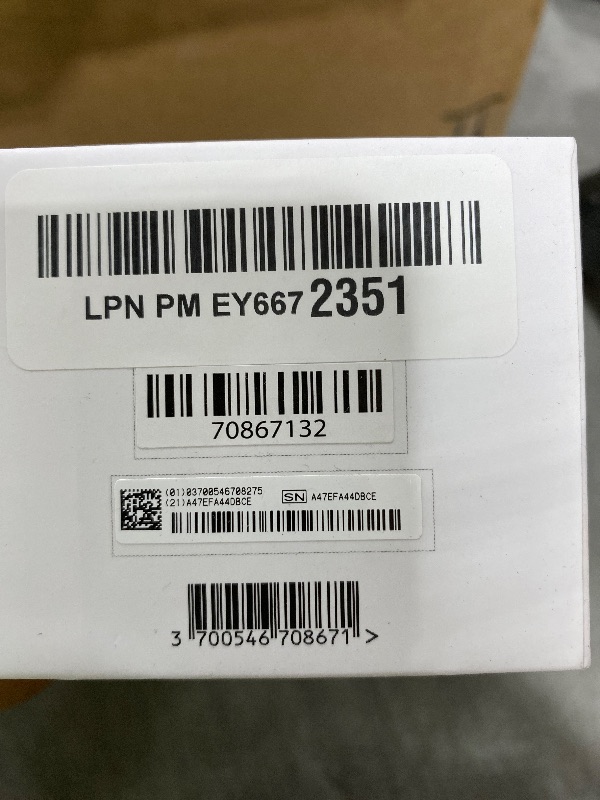 LPN PM EY667 2351
70867132
(01)03700546708275
(21)A47EFA44DBCE
SN A47EFA44DBCE
3 700546 708671 >